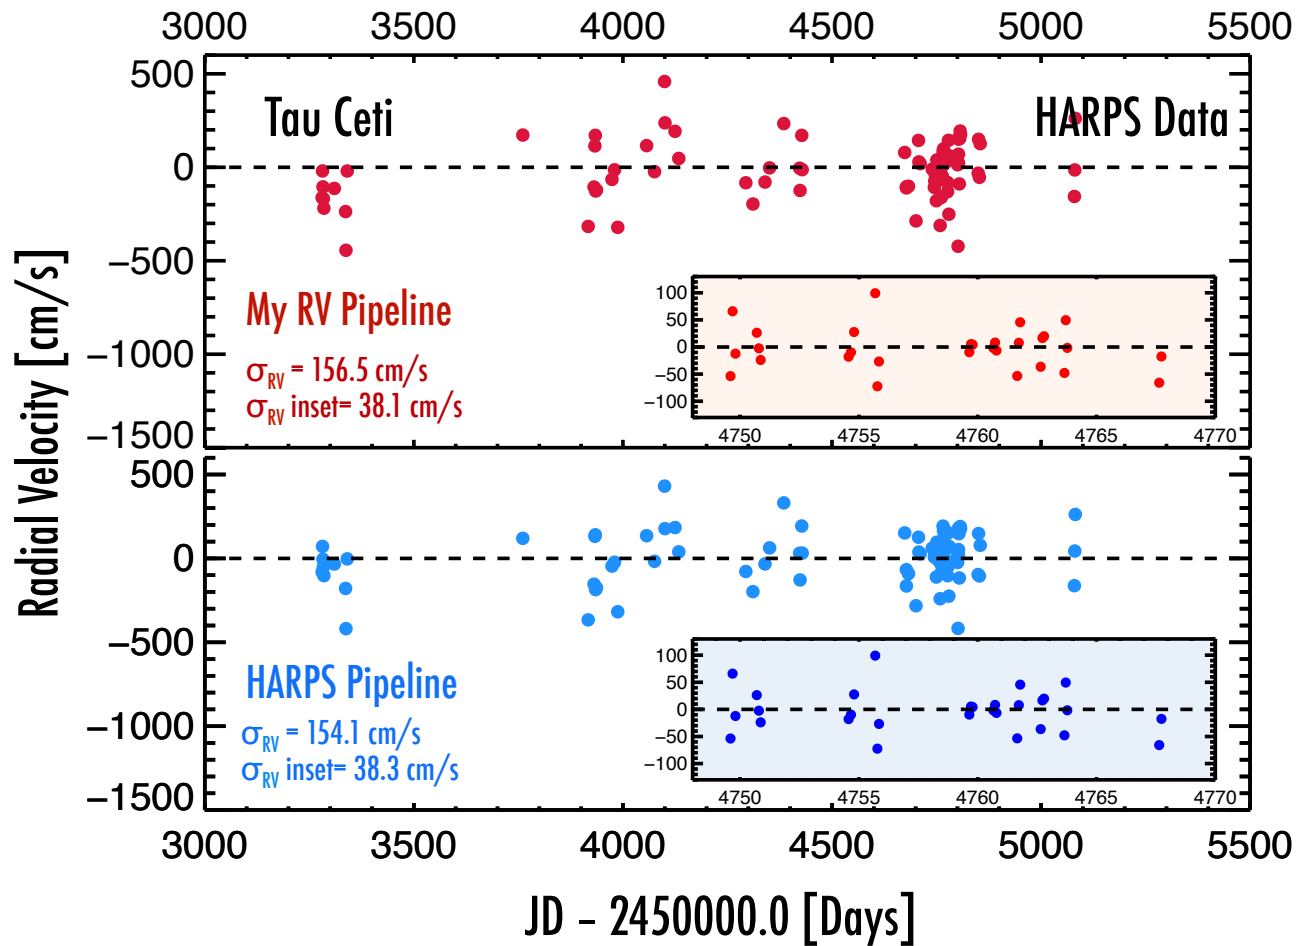 3000 3500 4000 4500 5000 5500
500
0
−500
−1000
−1500
Tau Ceti
HARPS Data
My RV Pipeline
σRV = 156.5 cm/s
σRV inset= 38.1 cm/s
100
50
0
−50
−100
4750 4755 4760 4765 4770
Radial Velocity [cm/s]
500
0
−500
−1000
−1500
HARPS Pipeline
σRV = 154.1 cm/s
σRV inset= 38.3 cm/s
100
50
0
−50
−100
4750 4755 4760 4765 4770
3000 3500 4000 4500 5000 5500
JD − 2450000.0 [Days]